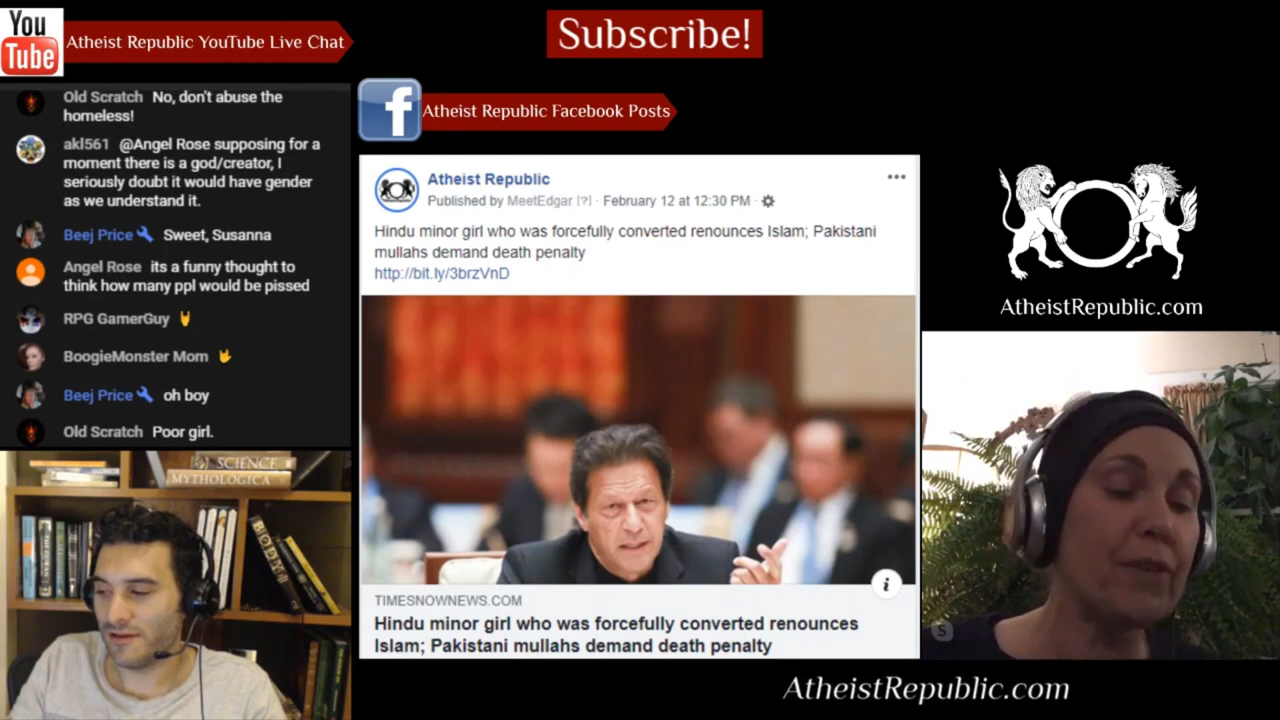 You
Tube
Atheist Republic YouTube Live Chat
Subscribe!
Old Scratch No, don't abuse the
homeless!
akl561 @Angel Rose supposing for a
moment there is a god/creator, I
seriously doubt it would have gender
as we understand it.
Beej Price Sweet, Susanna
Angel Rose its a funny thought to
think how many ppl would be pissed
RPG GamerGuy
BoogieMonster Mom
Beej Price oh boy
Old Scratch Poor girl.
f
Atheist Republic Facebook Posts
Atheist Republic
Published by MeetEdgar [?] · February 12 at 12:30 PM ·
Hindu minor girl who was forcefully converted renounces Islam; Pakistani
mullahs demand death penalty
http://bit.ly/3brzVnD
i
TIMESNOWNEWS.COM
Hindu minor girl who was forcefully converted renounces
Islam; Pakistani mullahs demand death penalty
AtheistRepublic.com
SCIENCE
MYTHOLOGICA
BODY
S
AtheistRepublic.com